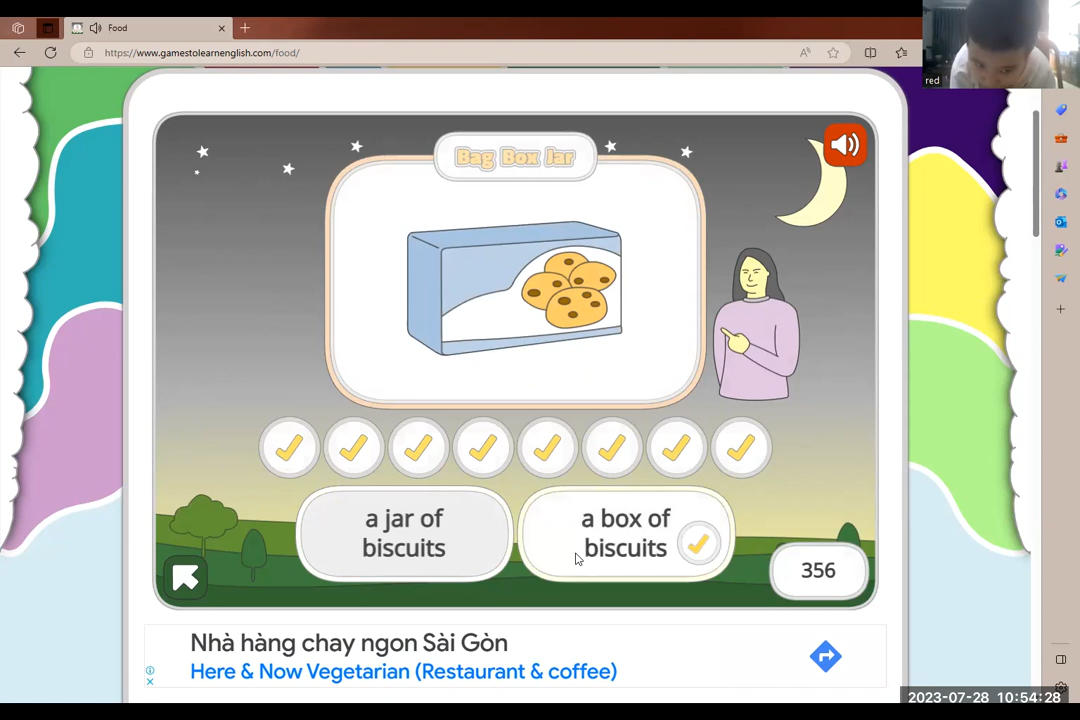 Food
https://www.gamestolearnenglish.com/food/
red
Bag Box Jar
a jar of
biscuits
a box of
biscuits
356
Nhà hàng chay ngon Sài Gòn
Here & Now Vegetarian (Restaurant & coffee)
2023-07-28 10:54:28